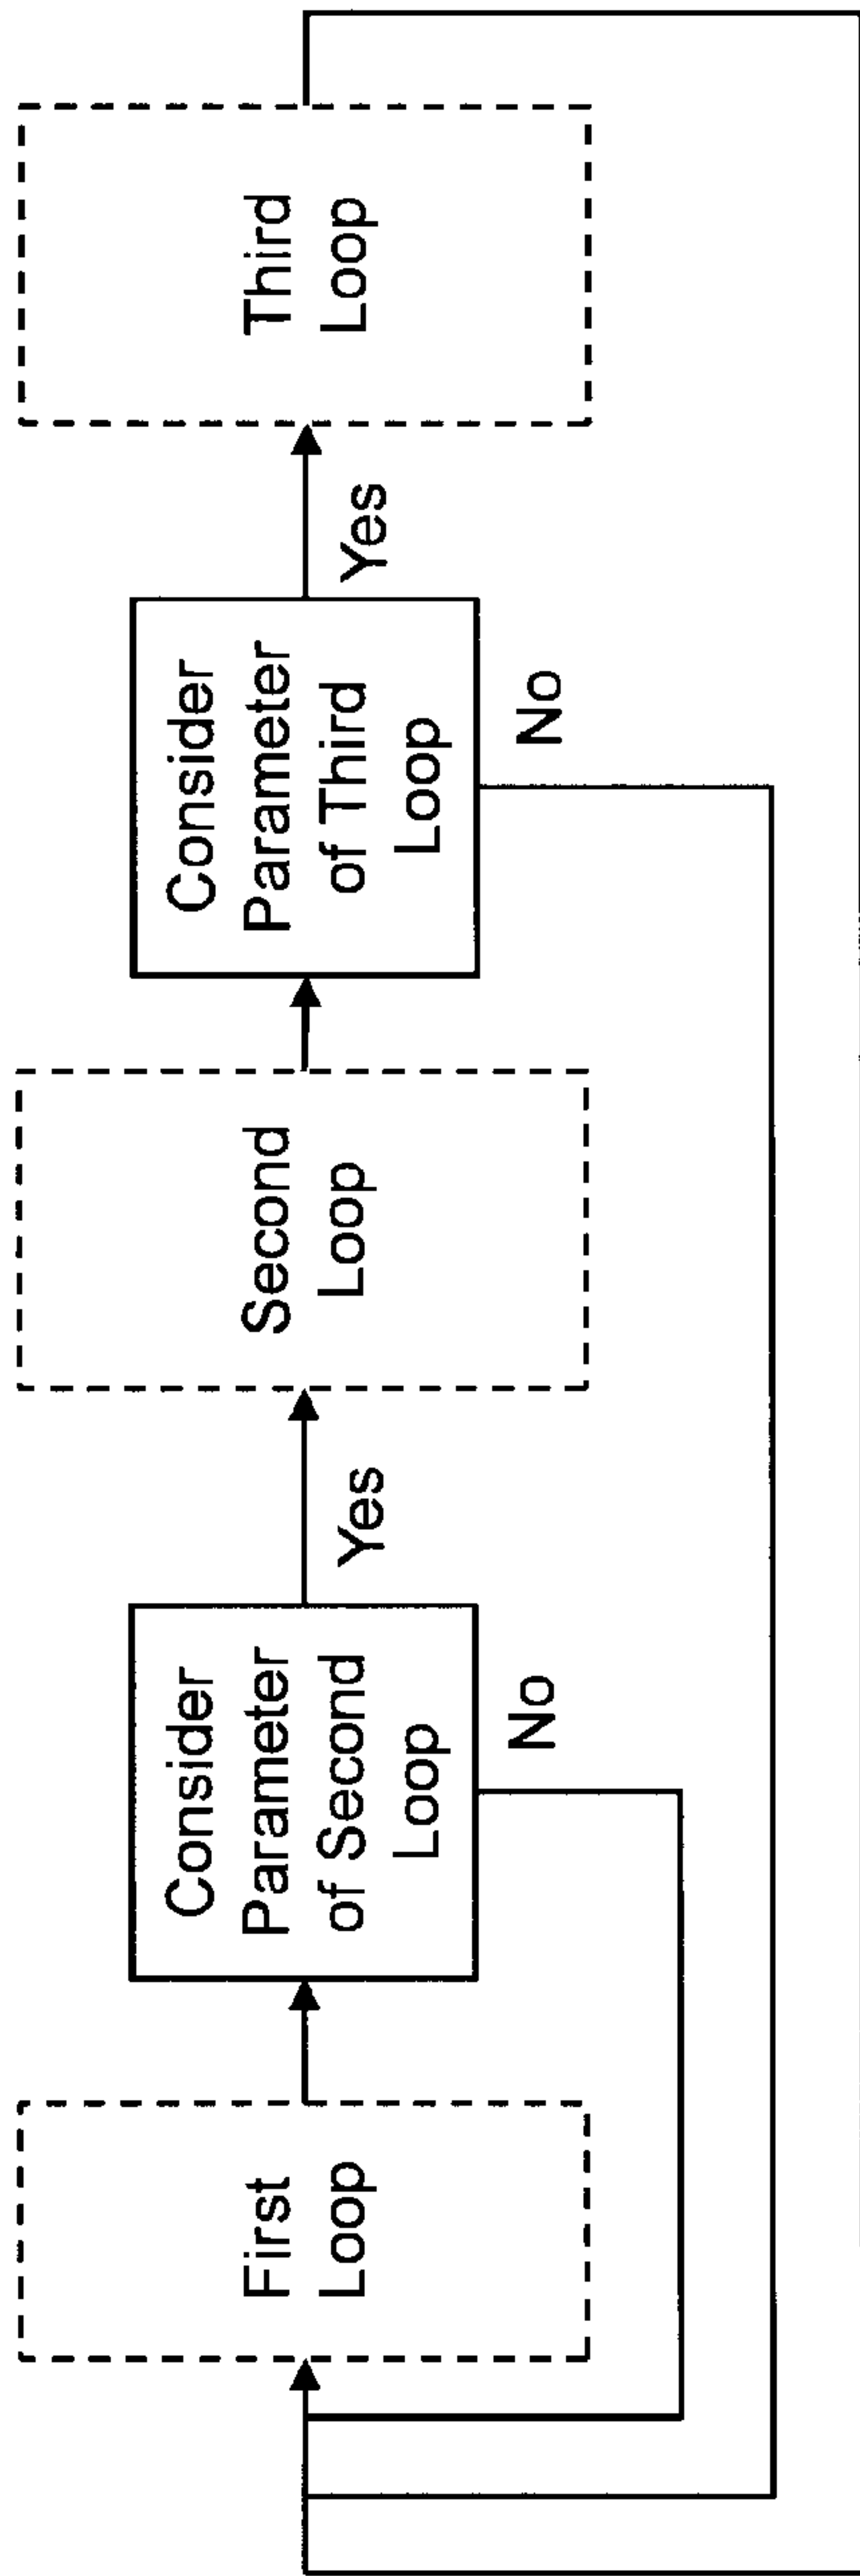 First
Loop
Consider
Parameter
of Second
Loop
No
Yes
Second
Loop
Consider
Parameter
of Third
Loop
No
Yes
Third
Loop